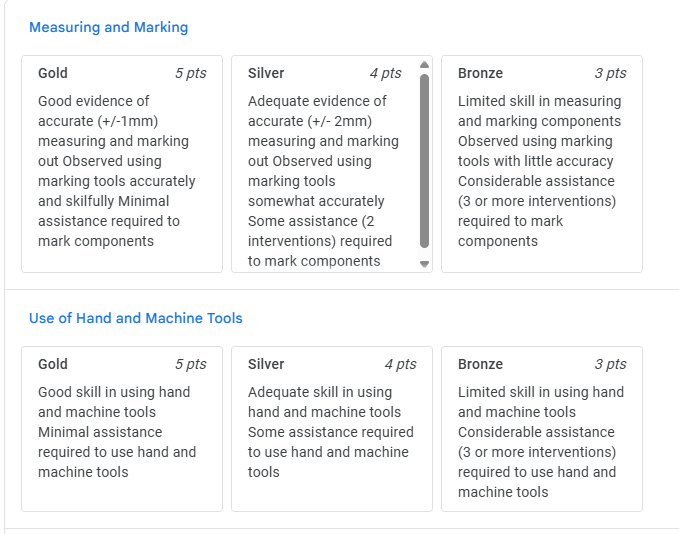 Measuring and Marking
Gold 5 pts
Good evidence of
accurate (+/-1mm)
measuring and marking
out Observed using
marking tools accurately
and skilfully Minimal
assistance required to
mark components
Silver 4 pts
Adequate evidence of
accurate (+/- 2mm)
measuring and marking
out Observed using
marking tools
somewhat accurately
Some assistance (2
interventions) required
to mark components
Bronze 3 pts
Limited skill in measuring
and marking components
Observed using marking
tools with little accuracy
Considerable assistance
(3 or more interventions)
required to mark
components
Use of Hand and Machine Tools
Gold 5 pts
Good skill in using hand
and machine tools
Minimal assistance
required to use hand and
machine tools
Silver 4 pts
Adequate skill in using
hand and machine tools
Some assistance required
to use hand and machine
tools
Bronze 3 pts
Limited skill in using hand
and machine tools
Considerable assistance
(3 or more interventions)
required to use hand and
machine tools